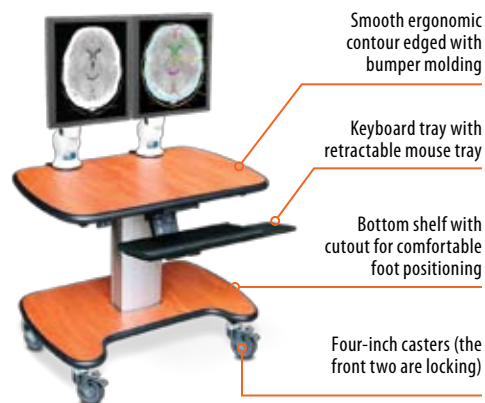 Smooth ergonomic
contour edged with
bumper molding
Keyboard tray with
retractable mouse tray
Bottom shelf with
cutout for comfortable
foot positioning
Four-inch casters (the
front two are locking)